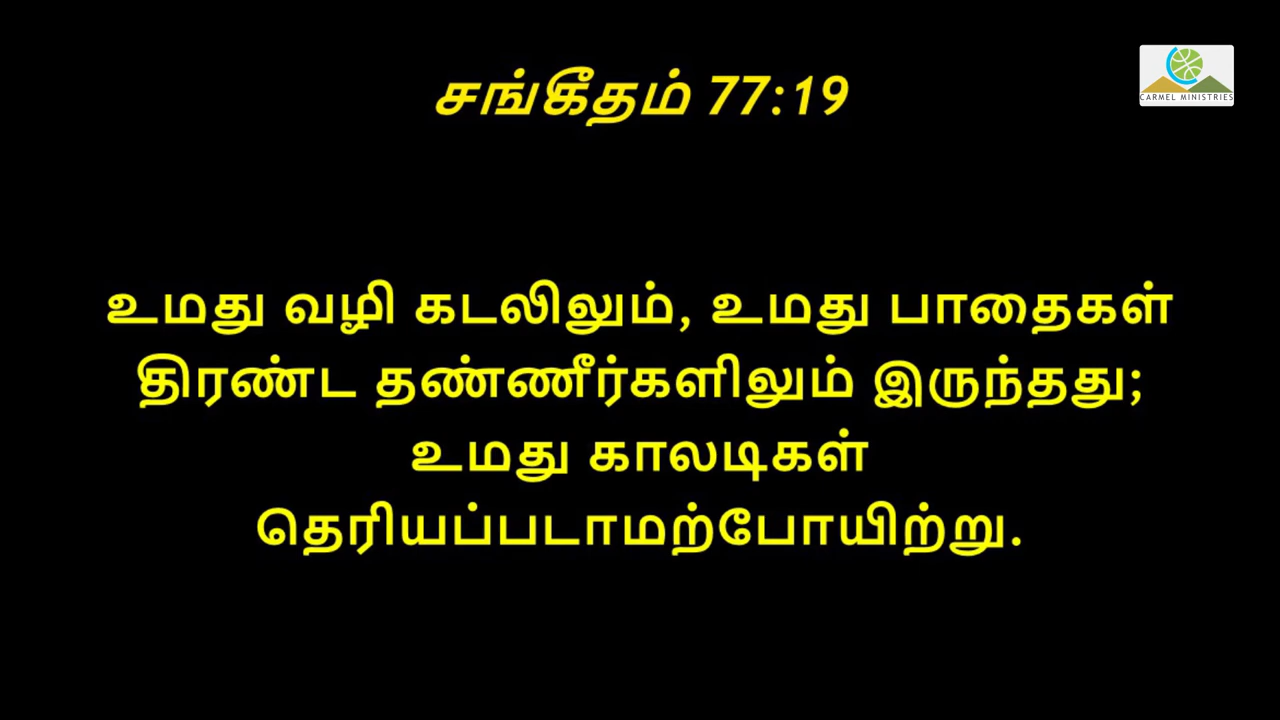 சங்கீதம் 77:19
CARMEL MINISTRIES
உமது வழி கடலிலும், உமது பாதைகள்
திரண்ட தண்ணீர்களிலும் இருந்தது;
உமது காலடிகள்
தெரியப்படாமற்போயிற்று.